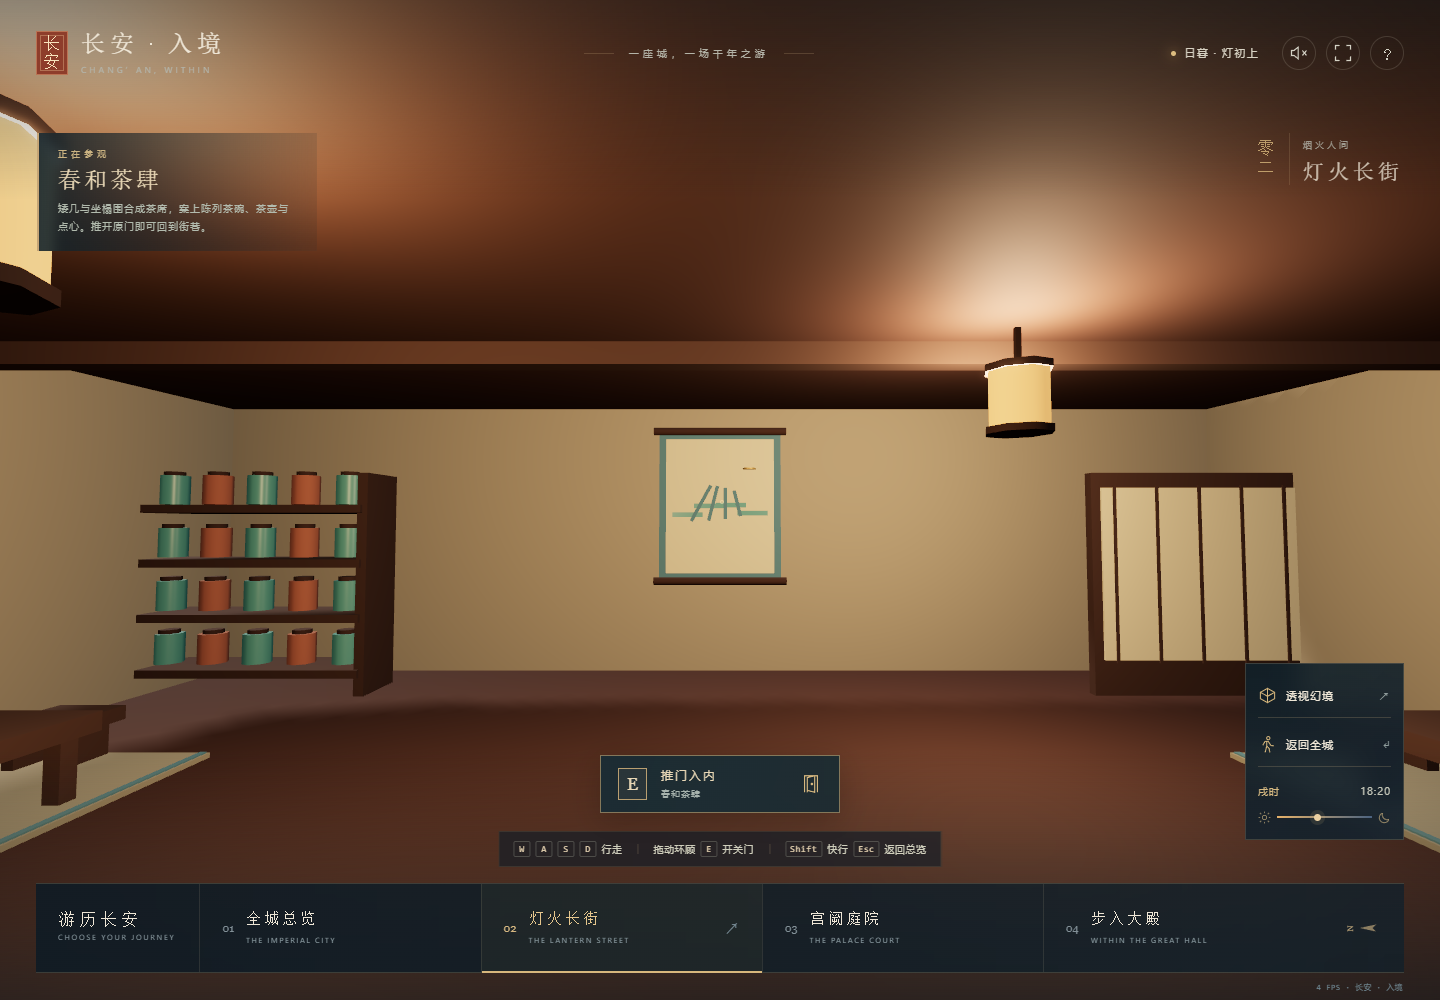 长安
长安 · 入境
CHANG' AN, WITHIN
一座城，一场千年之游
日暮 · 灯初上
?
正在参观
春和茶肆
矮几与坐榻围合成茶席，案上陈列茶碗、茶壶与
点心。推开原门即可回到街巷。
零二
烟火人间
灯火长街
透视幻境
返回全城
戌时 18:20
E
推门入内
春和茶肆
W A S D 行走 拖动环顾 E 开关门 Shift 快行 Esc 返回总览
游历长安
CHOOSE YOUR JOURNEY
01 全城总览
THE IMPERIAL CITY
02 灯火长街
THE LANTERN STREET
03 宫阙庭院
THE PALACE COURT
04 步入大殿
WITHIN THE GREAT HALL
N
4 FPS · 长安 · 入境